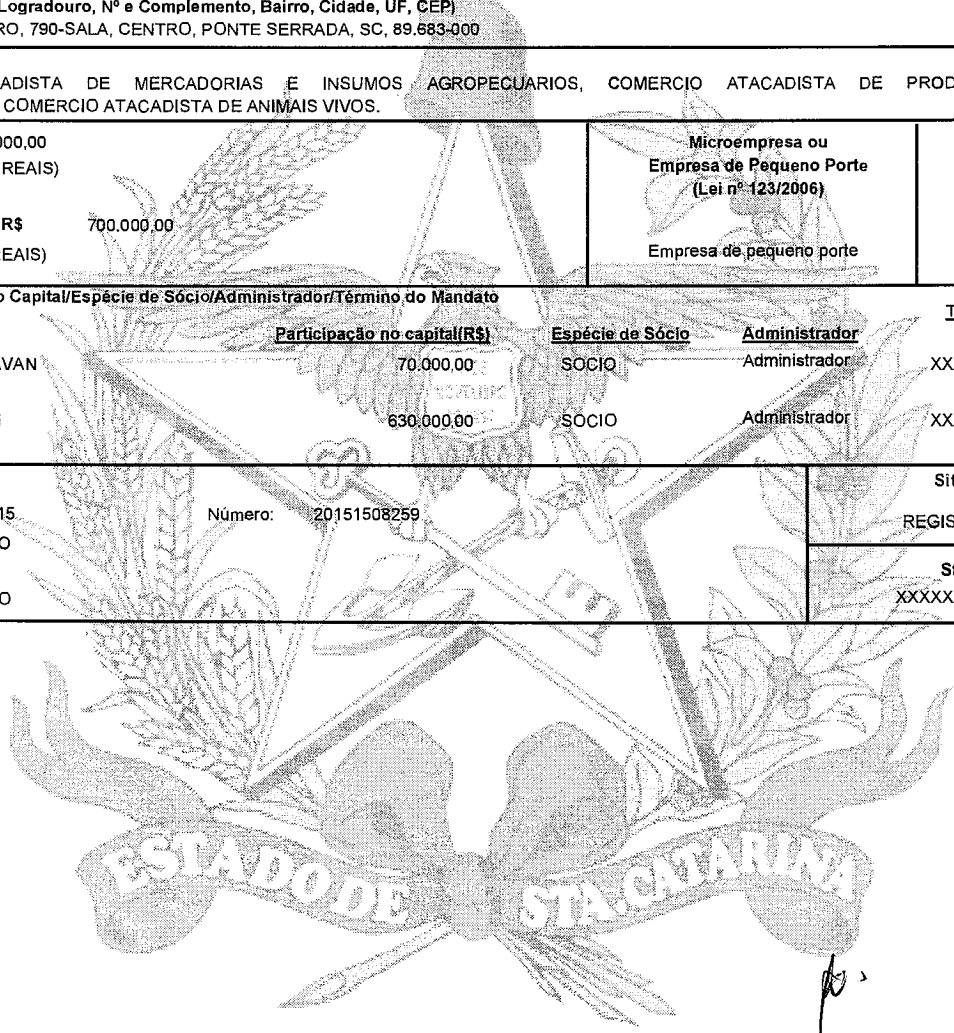 Logradouro, Nº e Complemento, Bairro, Cidade, UF, CEP)
RO, 790-SALA, CENTRO, PONTE SERRADA, SC, 89.683-000
ADISTA DE MERCADORIAS E INSUMOS AGROPECUARIOS, COMERCIO ATACADISTA DE PROD
COMERCIO ATACADISTA DE ANIMAIS VIVOS.
000,00
REAIS)
R$ 700.000,00
EAIS)
Microempresa ou
Empresa de Pequeno Porte
(Lei nº 123/2006)
Empresa de pequeno porte
o Capital/Espécie de Sócio/Administrador/Término do Mandato
T
Participação no capital(R$) Espécie de Sócio Administrador
AVAN 70.000,00 SOCIO Administrador XX
630.000,00 SOCIO Administrador XX
15 Número: 20151508259
O
O
Sit
REGIS
St
XXXXX
ESTADO DE STA. CATARINA